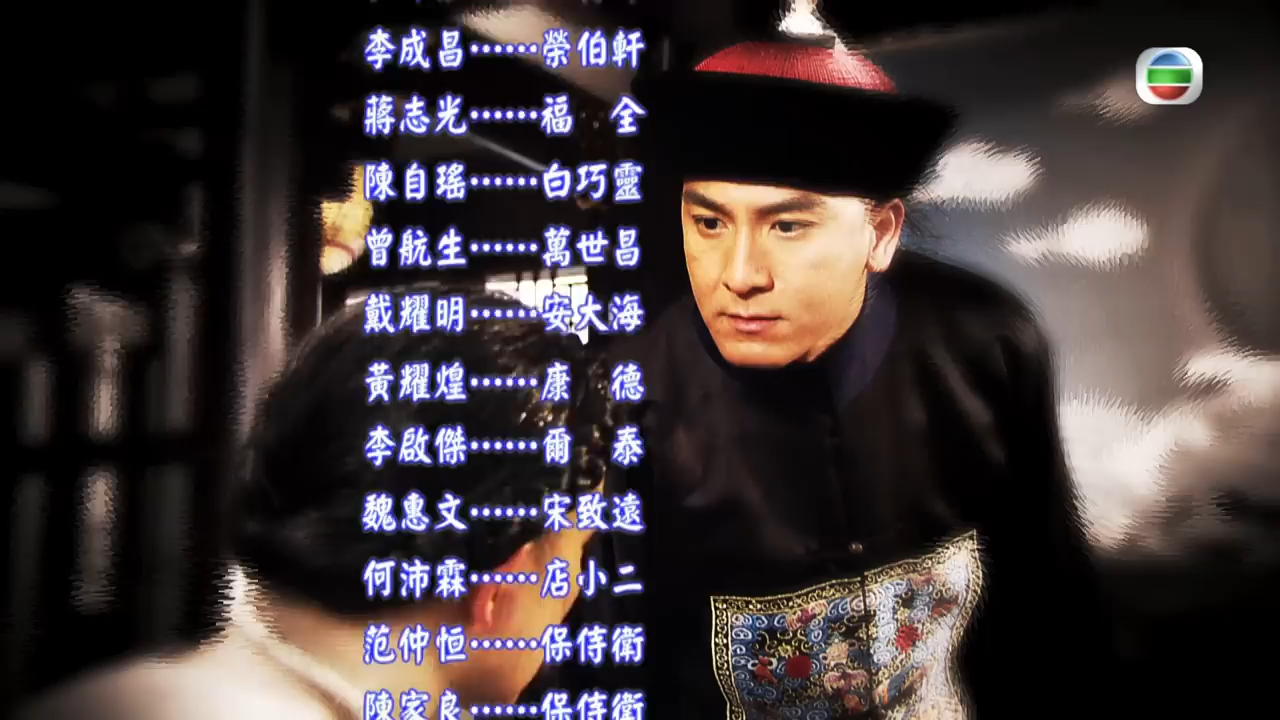 李成昌……榮伯軒
蔣志光……福　全
陳自瑤……白巧靈
曾航生……萬世昌
戴耀明……安大海
黃耀煌……康　德
李啟傑……爾　泰
魏惠文……宋致遠
何沛霖……店小二
范仲恒……保侍衛
陳家良……保侍衛